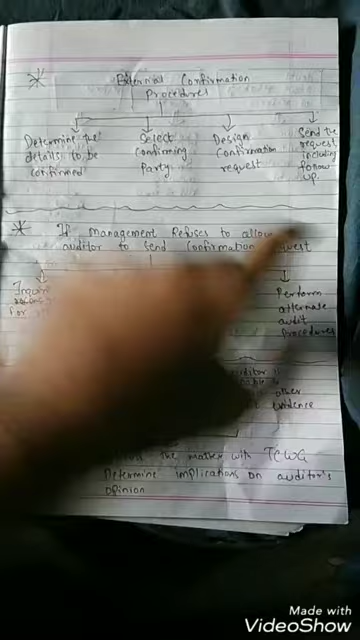 External Confirmation
Procedures
Determine the
details to be
confirmed
Select
Confirming
Party
Design
Confirmation
request
Send the
request
including
follow
up
If Management Refuses to allow
auditor to send Confirmation request
Perform
alternate
audit
procedures
other
evidence
the matter with TCWG
Determine implications on auditor's
opinion
Made with
VideoShow